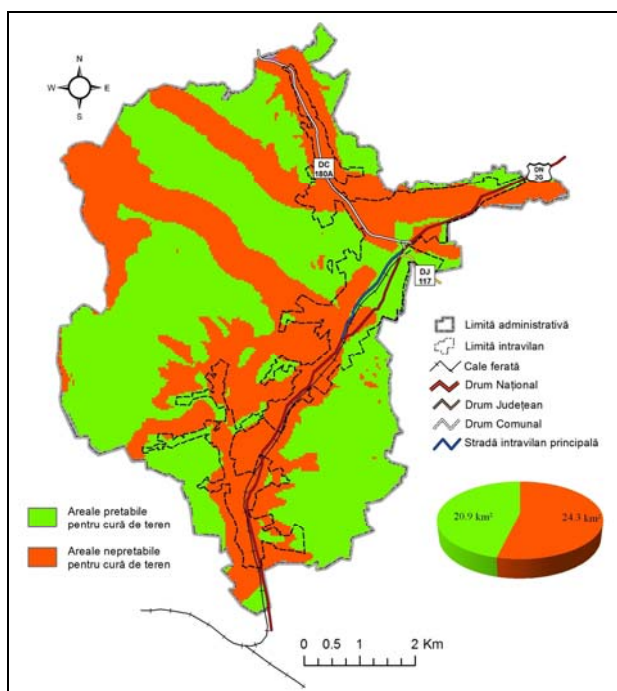 N
W E
S
DC
180A
DN
2G
DJ
117
Limită administrativă
Limită intravilan
Cale ferată
Drum Național
Drum Județean
Drum Comunal
Stradă intravilan principală
Areale pretabile
pentru cură de teren
Areale nepretabile
pentru cură de teren
20.9 km²
24.3 km²
0 0.5 1 2 Km